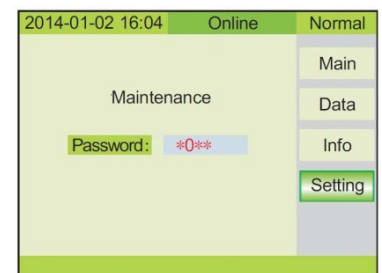 2014-01-02 16:04 Online Normal
Main
Maintenance
Data
Password: *0**
Info
Setting